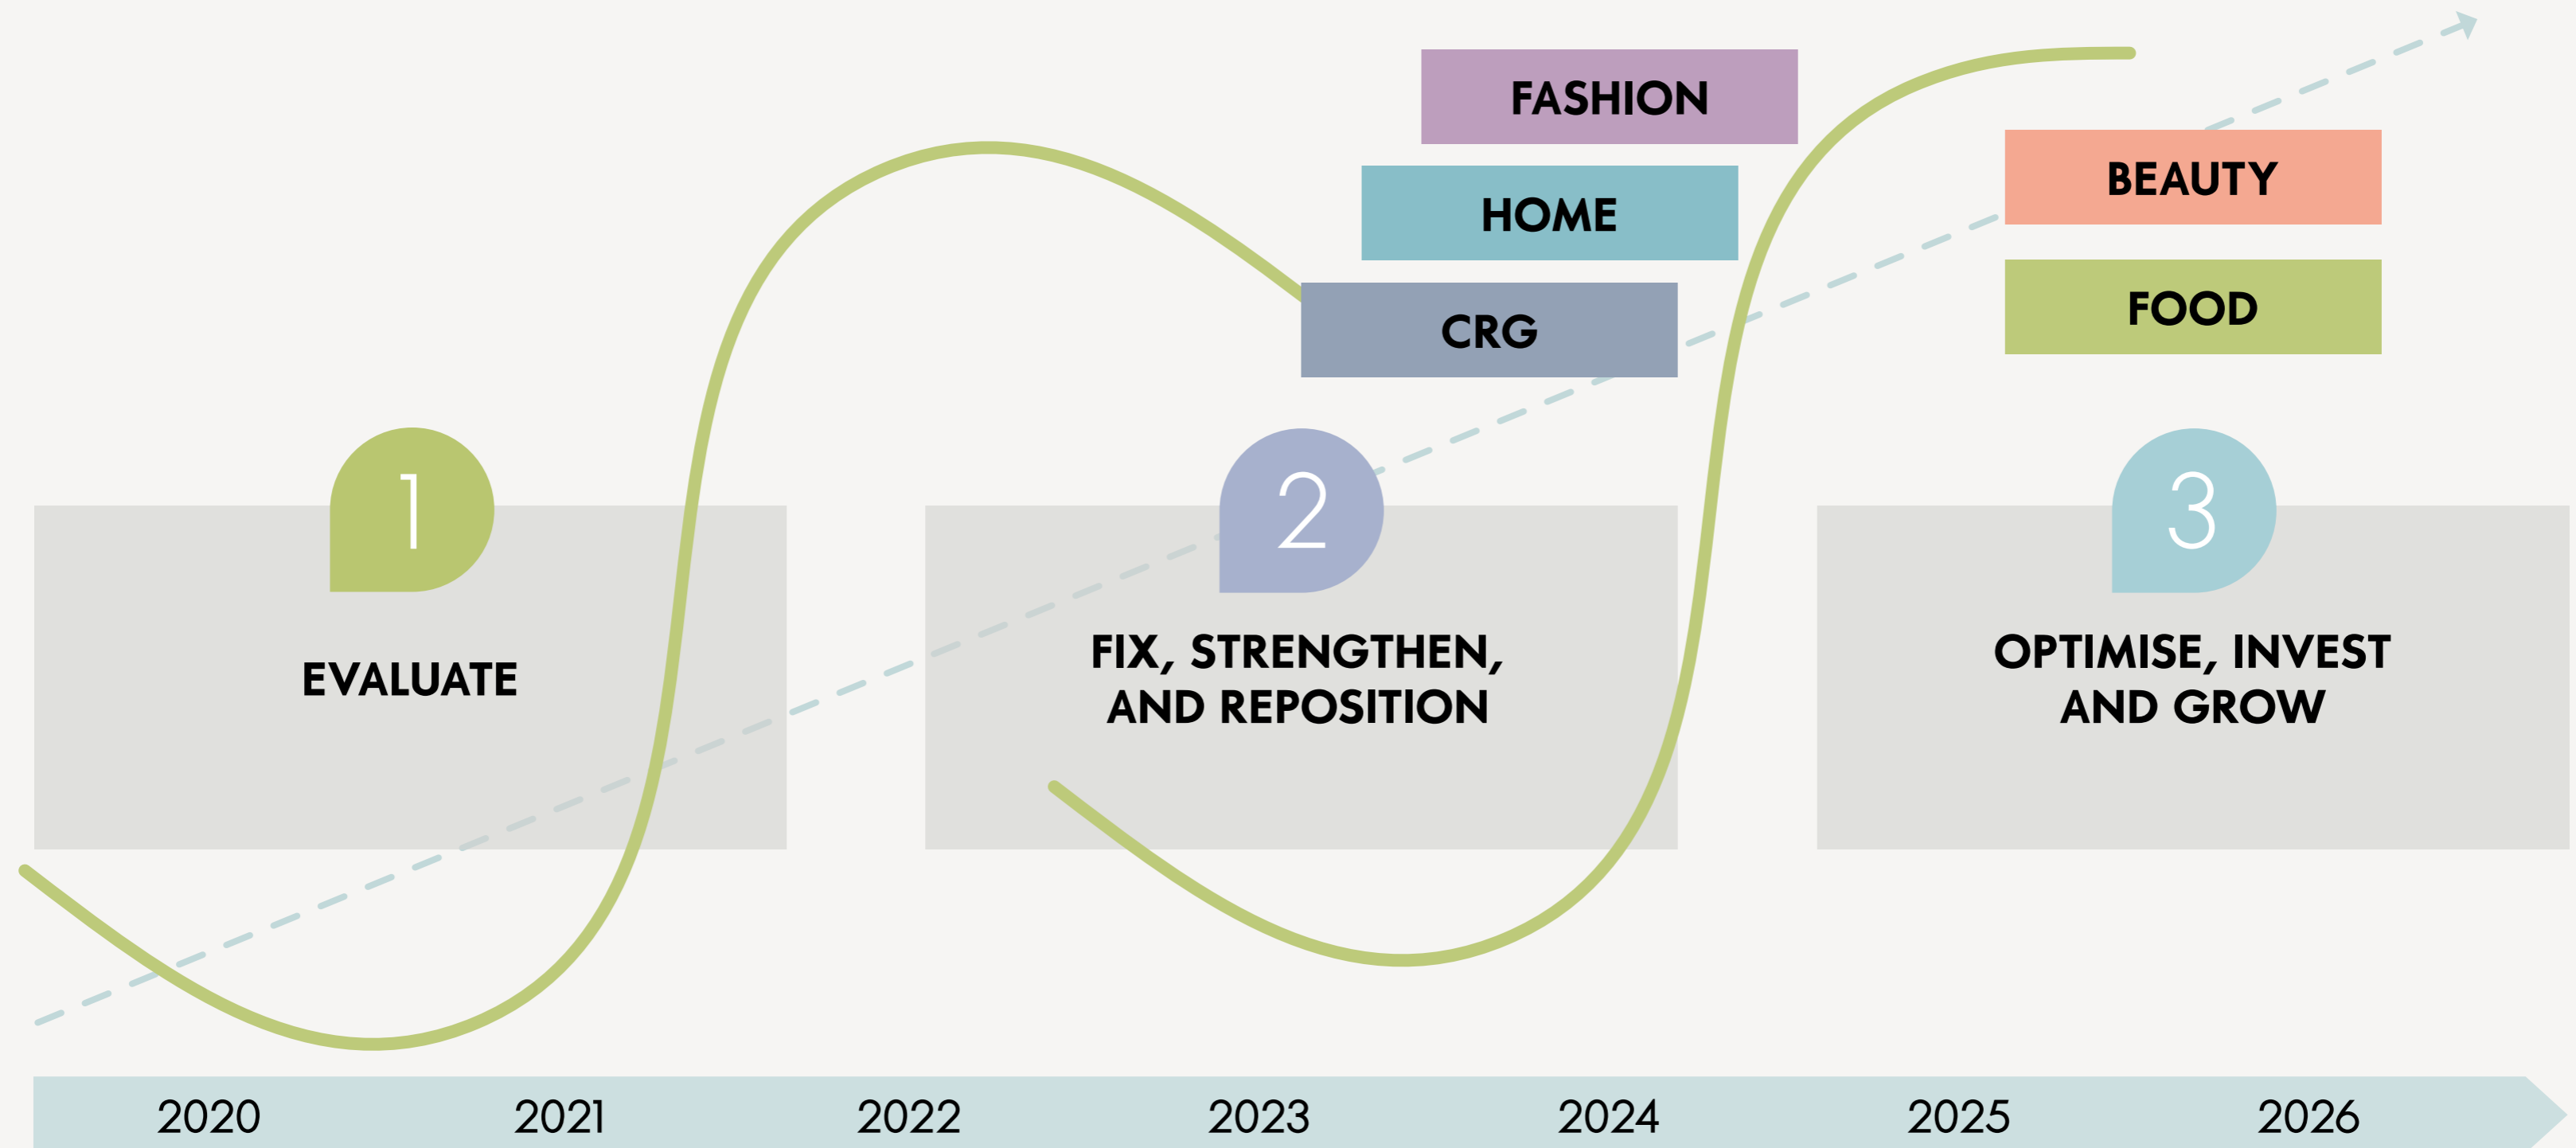 FASHION
HOME
CRG
BEAUTY
FOOD
1
EVALUATE
2
FIX, STRENGTHEN,
AND REPOSITION
3
OPTIMISE, INVEST
AND GROW
2020
2021
2022
2023
2024
2025
2026